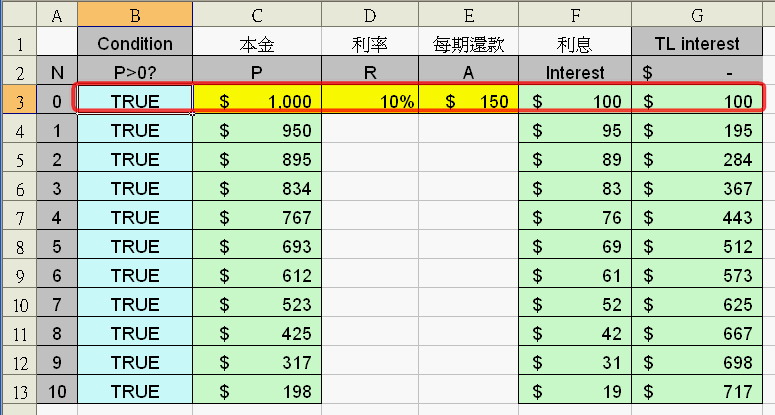 A B C D E F G
1 Condition 本金 利率 每期還款 利息 TL interest
2 N P>0? P R A Interest $ -
3 0 TRUE $ 1,000 10% $ 150 $ 100 $ 100
4 1 TRUE $ 950 $ 95 $ 195
5 2 TRUE $ 895 $ 89 $ 284
6 3 TRUE $ 834 $ 83 $ 367
7 4 TRUE $ 767 $ 76 $ 443
8 5 TRUE $ 693 $ 69 $ 512
9 6 TRUE $ 612 $ 61 $ 573
10 7 TRUE $ 523 $ 52 $ 625
11 8 TRUE $ 425 $ 42 $ 667
12 9 TRUE $ 317 $ 31 $ 698
13 10 TRUE $ 198 $ 19 $ 717